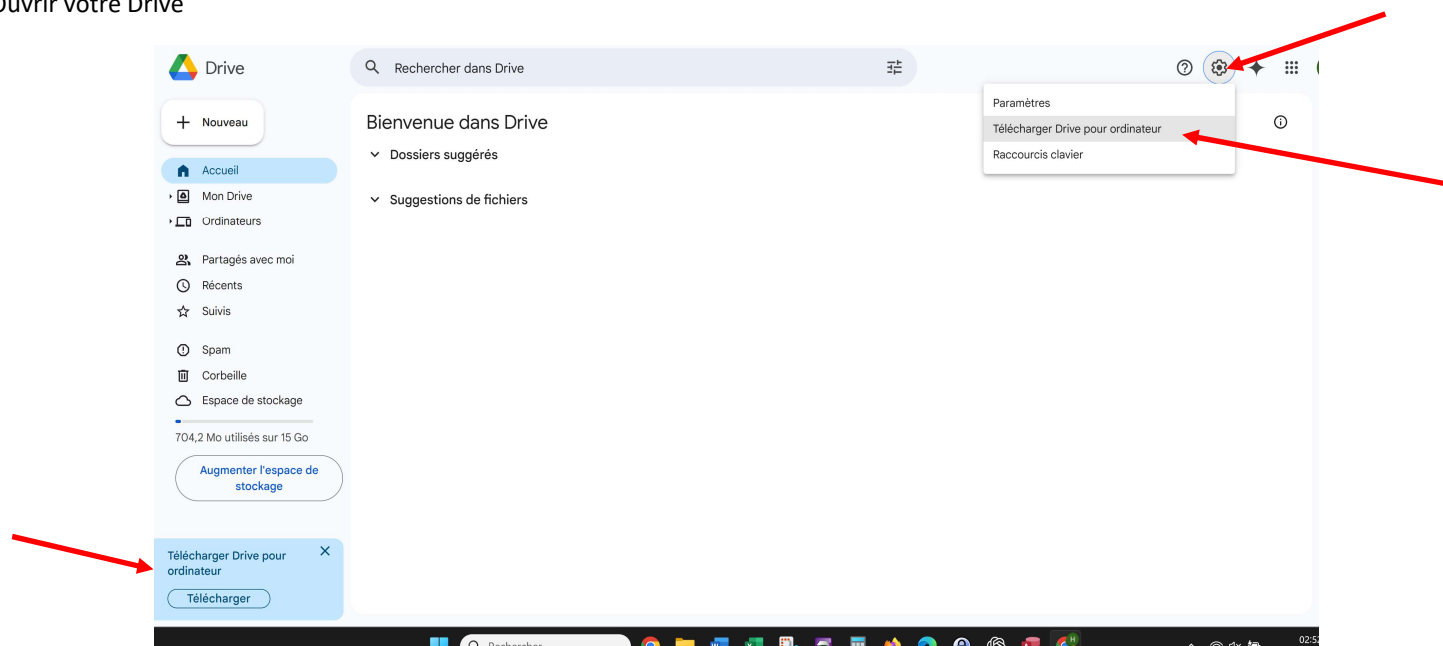 Ouvrir votre Drive
Drive
Rechercher dans Drive
Nouveau
Bienvenue dans Drive
Paramètres
Télécharger Drive pour ordinateur
Raccourcis clavier
Dossiers suggérés
Suggestions de fichiers
Accueil
Mon Drive
Ordinateurs
Partagés avec moi
Récents
Suivis
Spam
Corbeille
Espace de stockage
704,2 Mo utilisés sur 15 Go
Augmenter l'espace de
stockage
Télécharger Drive pour
ordinateur
Télécharger
Rechercher
H